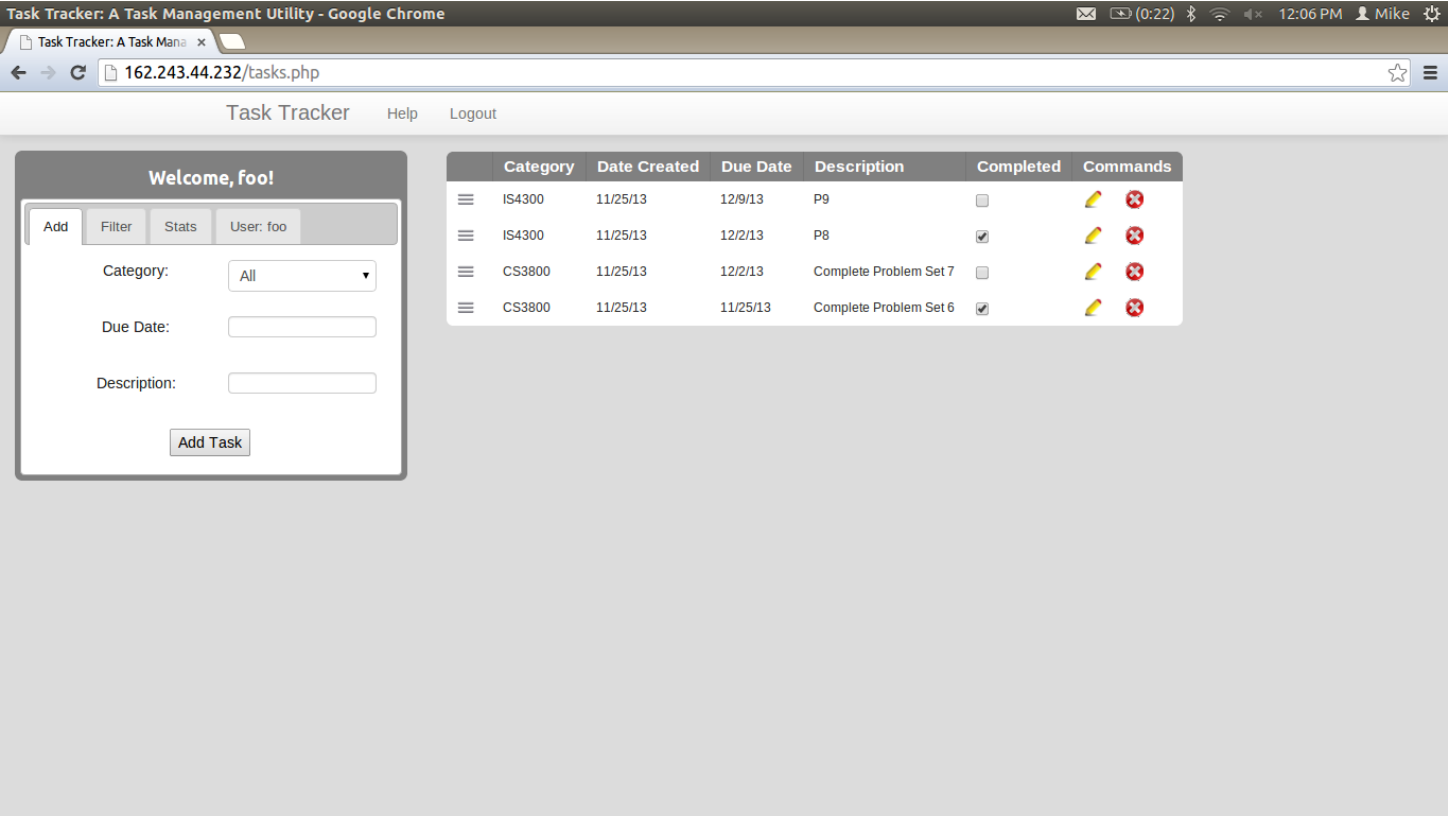 Task Tracker: A Task Management Utility - Google Chrome (0:22) 12:06 PM Mike
Task Tracker: A Task Mana
162.243.44.232/tasks.php
Task Tracker Help Logout
Welcome, foo!
Add Filter Stats User: foo
Category: All
Due Date:
Description:
Add Task
Category Date Created Due Date Description Completed Commands
IS4300 11/25/13 12/9/13 P9
IS4300 11/25/13 12/2/13 P8
CS3800 11/25/13 12/2/13 Complete Problem Set 7
CS3800 11/25/13 11/25/13 Complete Problem Set 6